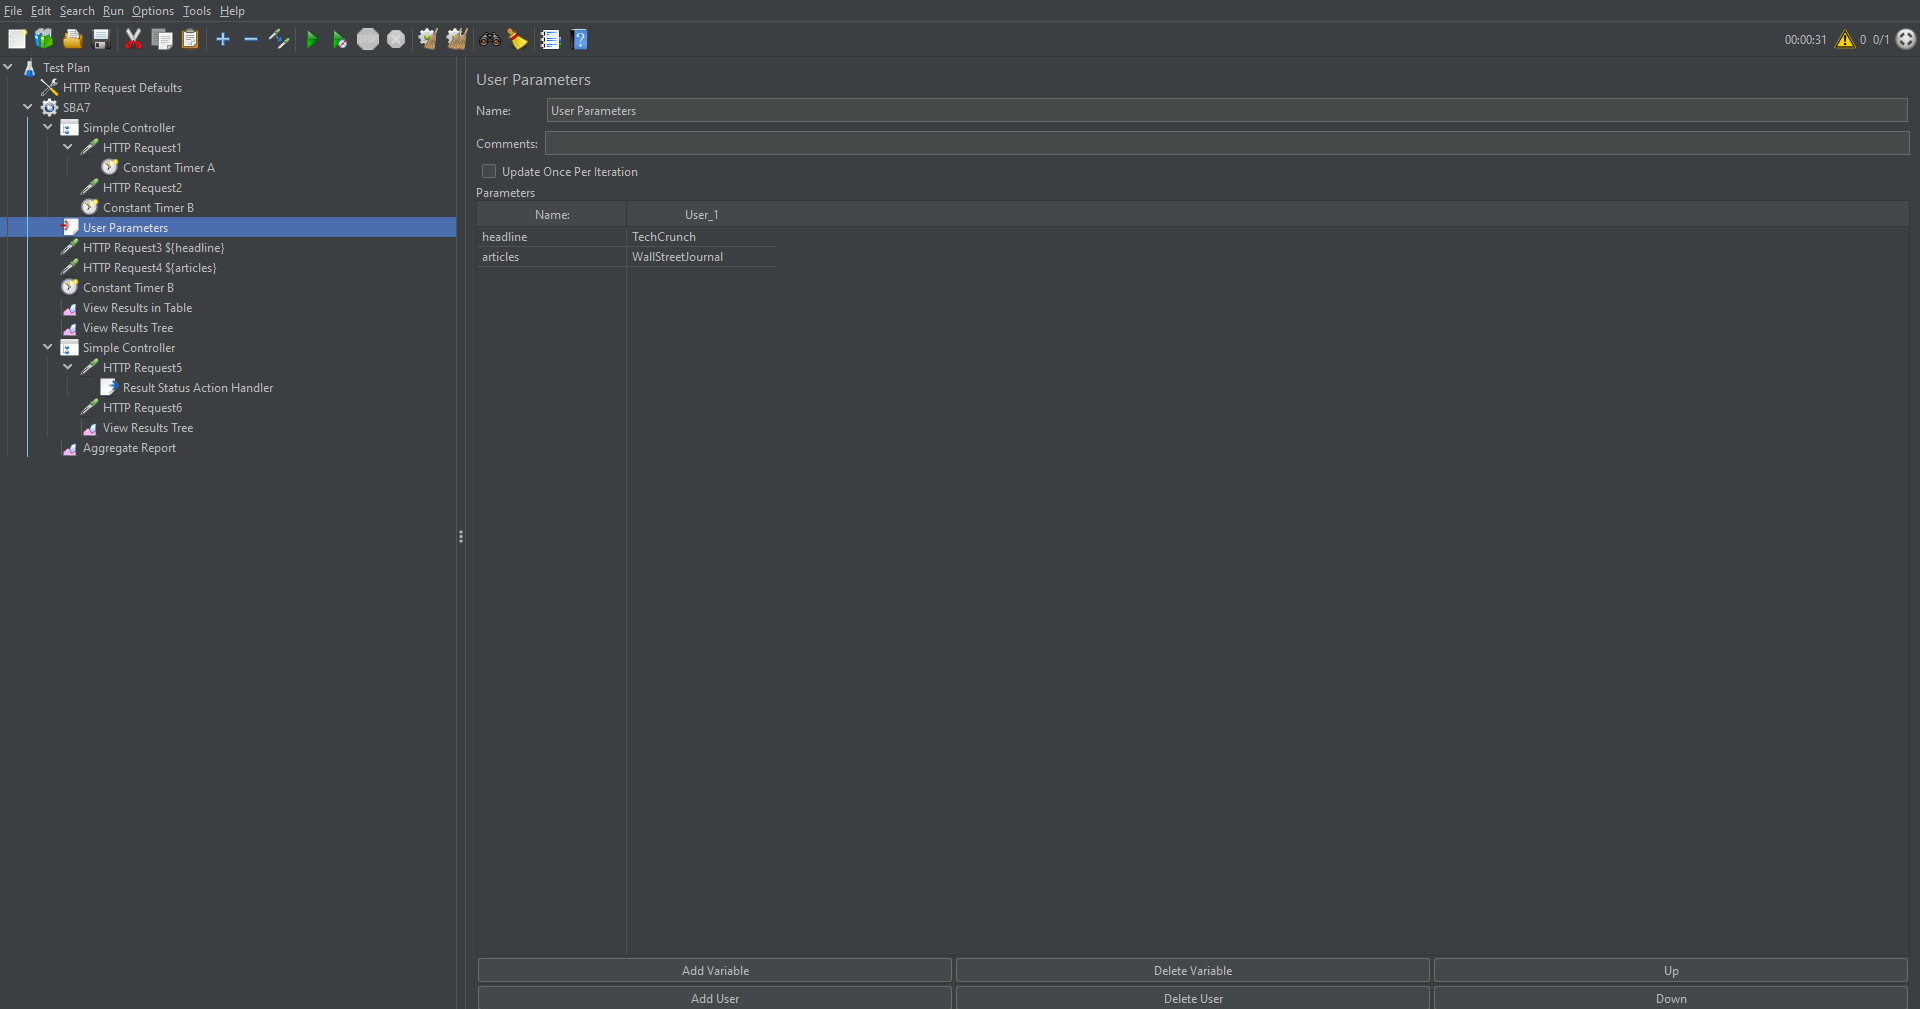 File Edit Search Run Options Tools Help
00:00:31 0 0/1
Test Plan
HTTP Request Defaults
SBA7
Simple Controller
HTTP Request1
Constant Timer A
HTTP Request2
Constant Timer B
User Parameters
HTTP Request3 ${headline}
HTTP Request4 ${articles}
Constant Timer B
View Results in Table
View Results Tree
Simple Controller
HTTP Request5
Result Status Action Handler
HTTP Request6
View Results Tree
Aggregate Report
User Parameters
Name: User Parameters
Comments:
Update Once Per Iteration
Parameters
Name: User_1
headline TechCrunch
articles WallStreetJournal
Add Variable Delete Variable Up
Add User Delete User Down